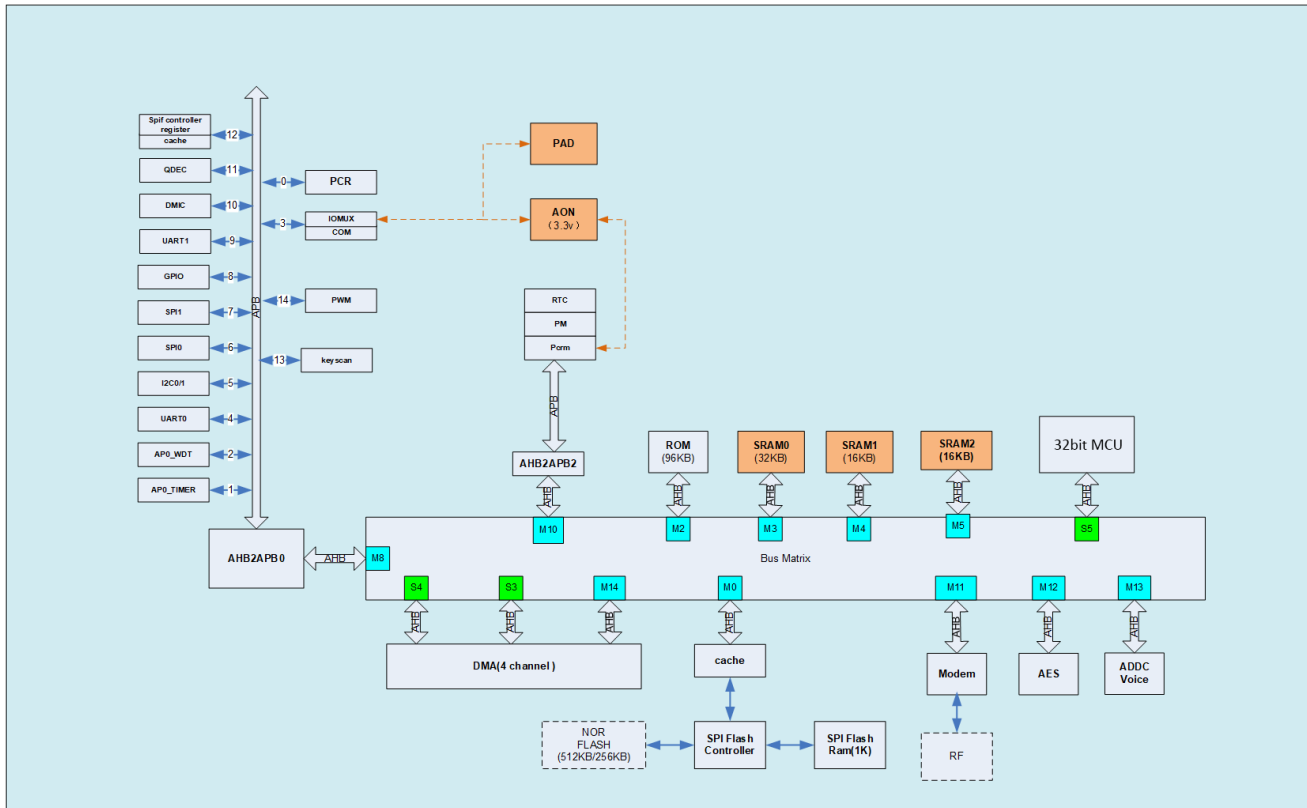 Spif controller
register
cache
12
QDEC
11
DMIC
10
UART1
9
GPIO
8
SPI1
7
SPI0
6
I2C0/1
5
UART0
4
AP0_WDT
2
AP0_TIMER
1
APB
0
PCR
3
IOMUX
COM
14
PWM
13
keyscan
PAD
AON
(3.3v)
RTC
PM
Pcrm
APB
AHB2APB2
AHB
ROM
(96KB)
AHB
SRAM0
(32KB)
AHB
SRAM1
(16KB)
AHB
SRAM2
(16KB)
AHB
32bit MCU
AHB
AHB2APB0
AHB
M8
M10
M2
M3
M4
M5
S5
Bus Matrix
S4
S3
M14
M0
M11
M12
M13
AHB
AHB
AHB
AHB
AHB
AHB
AHB
DMA(4 channel )
cache
Modem
AES
ADDC
Voice
NOR
FLASH
(512KB/256KB)
SPI Flash
Controller
SPI Flash
Ram(1K)
RF